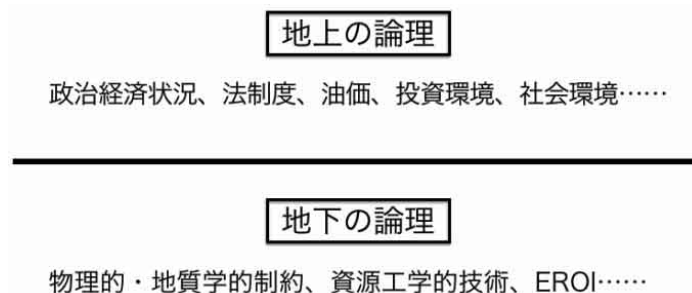 地上の論理
政治経済状況、法制度、油価、投資環境、社会環境……
地下の論理
物理的・地質学的制約、資源工学的技術、EROI……